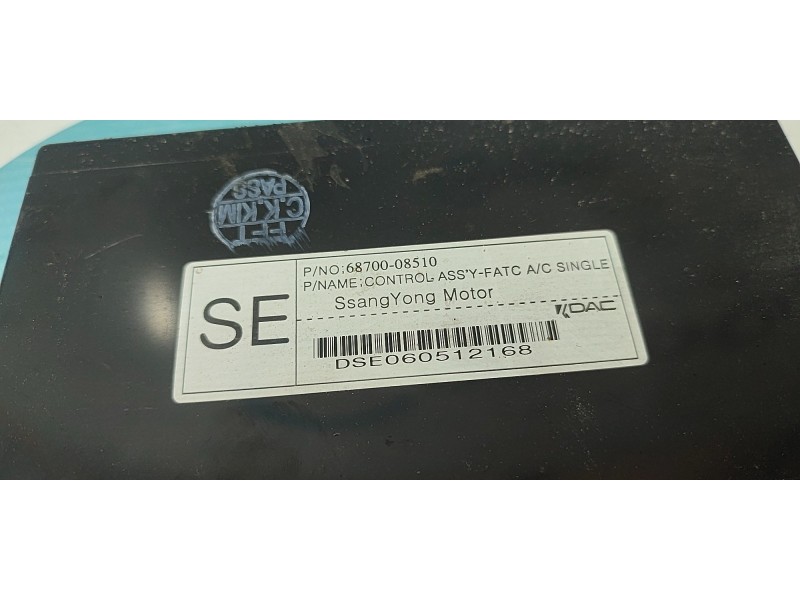 FFT
C.K.KIM
PASS
SE
P/NO:68700-08510
P/NAME;CONTROL ASS'Y-FATC A/C SINGLE
SsangYong Motor
DAC
DSE060512168